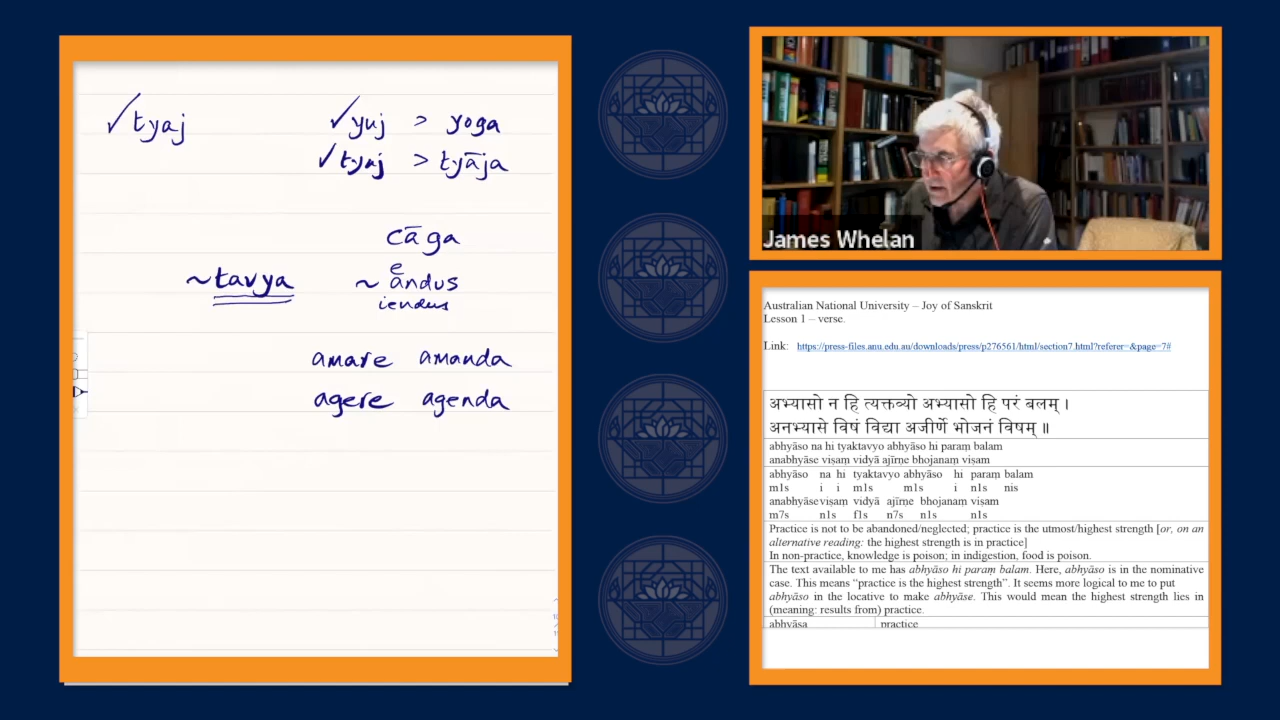 √tyaj
√yuj > yoga
√tyaj > tyāja
cāga
~tavya
~ andus
e
iendus
amare amanda
agere agenda
James Whelan
Australian National University – Joy of Sanskrit
Lesson 1 – verse.
Link: https://press-files.anu.edu.au/downloads/press/p276561/html/section7.html?referer=&page=7#
अभ्यासो न हि त्यक्तव्यो अभ्यासो हि परं बलम् ।
अनभ्यासे विषं विद्या अजीर्णे भोजनं विषम् ॥
abhyāso na hi tyaktavyo abhyāso hi paraṃ balam
anabhyāse viṣaṃ vidyā ajīrṇe bhojanaṃ viṣam
abhyāso na hi tyaktavyo abhyāso hi paraṃ balam
m1s i i m1s m1s i n1s nis
anabhyāse viṣaṃ vidyā ajīrṇe bhojanaṃ viṣam
m7s n1s f1s n7s n1s n1s
Practice is not to be abandoned/neglected; practice is the utmost/highest strength [or, on an
alternative reading: the highest strength is in practice]
In non-practice, knowledge is poison; in indigestion, food is poison.
The text available to me has abhyāso hi paraṃ balam. Here, abhyāso is in the nominative
case. This means “practice is the highest strength”. It seems more logical to me to put
abhyāso in the locative to make abhyāse. This would mean the highest strength lies in
(meaning: results from) practice.
abhyāsa practice